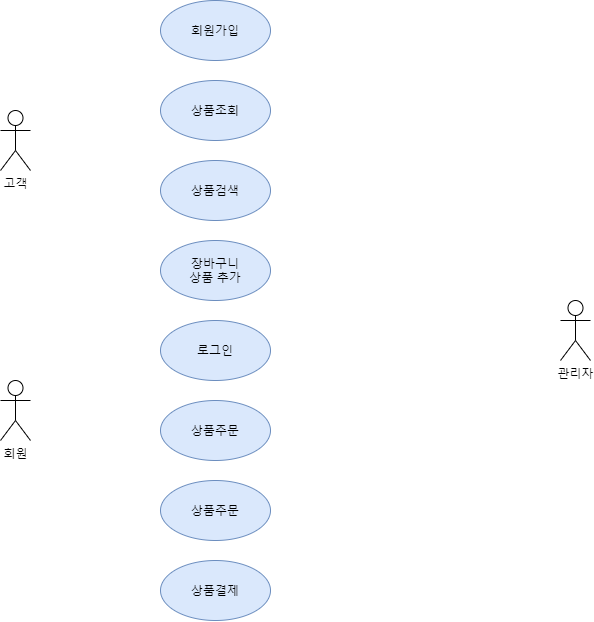 회원가입
상품조회
고객
상품검색
장바구니
상품 추가
로그인
관리자
상품주문
회원
상품주문
상품결제